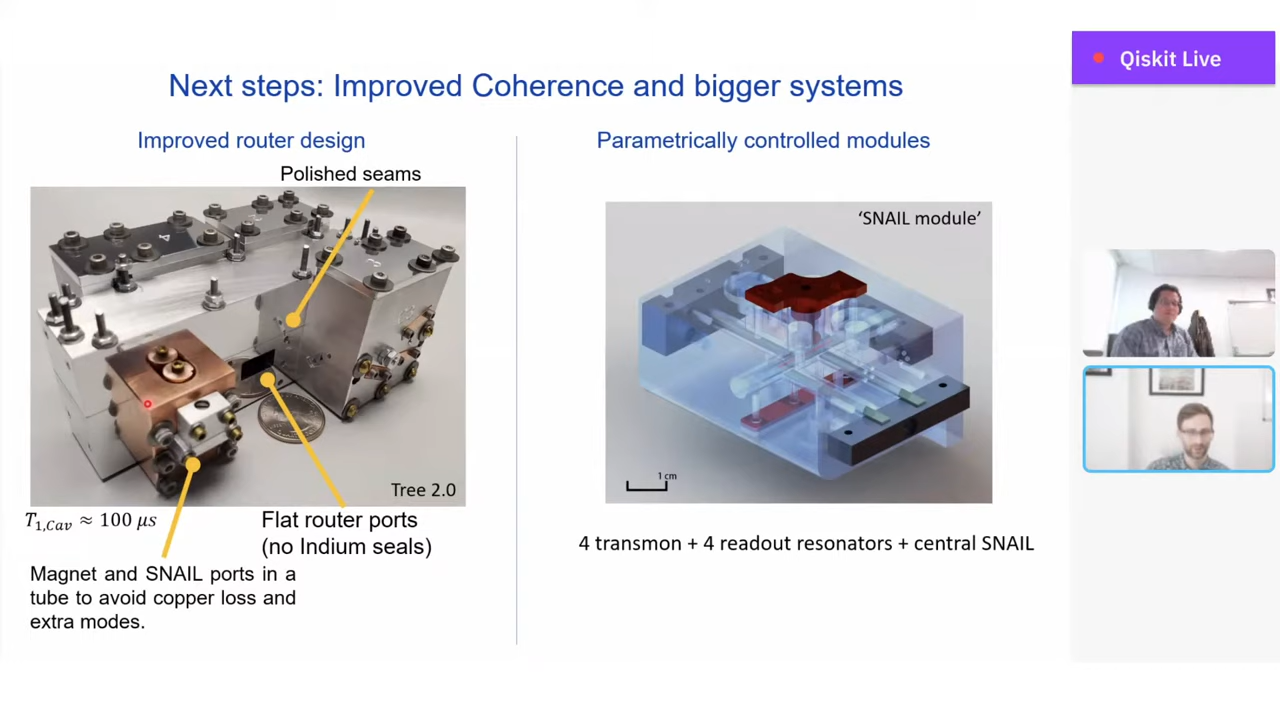 Next steps: Improved Coherence and bigger systems
Qiskit Live
Improved router design
Polished seams
Tree 2.0
T1,Cav ≈ 100 μs
Flat router ports
(no Indium seals)
Magnet and SNAIL ports in a
tube to avoid copper loss and
extra modes.
Parametrically controlled modules
‘SNAIL module’
1 cm
4 transmon + 4 readout resonators + central SNAIL